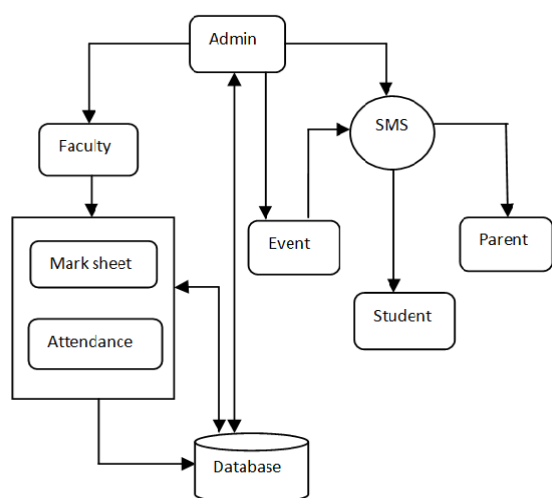 Admin
SMS
Faculty
Event
Parent
Mark sheet
Student
Attendance
Database